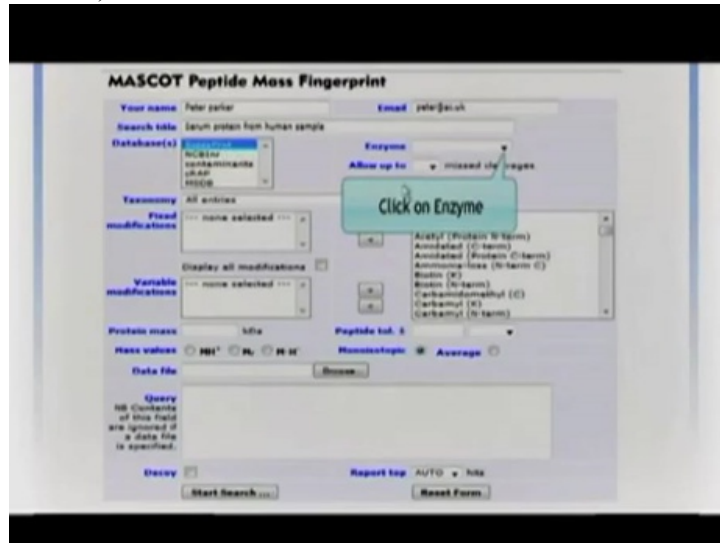 MASCOT Peptide Mass Fingerprint
Your name Peter parker Email peter@ac.uk
Search title Serum protein from human sample
Database(s) SwissProt Enzyme
NCBInr
contaminants Allow up to missed cleavages
cRAP
MSDB
Taxonomy All entries
Click on Enzyme
Fixed modifications --- none selected --- <
Acetyl (Protein N-term)
Amidated (C-term)
Amidated (Protein C-term)
Ammonia-loss (N-term C)
Display all modifications Biotin (K)
Biotin (N-term)
Variable modifications --- none selected --- Carbamidomethyl (C)
Carbamyl (K)
Carbamyl (N-term)
Protein mass kDa Peptide tol. ±
Mass values MH+ Mr M-H- Monoisotopic Average
Data file Browse...
Query
NB Contents
of this field
are ignored if
a data file
is specified.
Decoy Report top AUTO hits
Start Search ... Reset Form